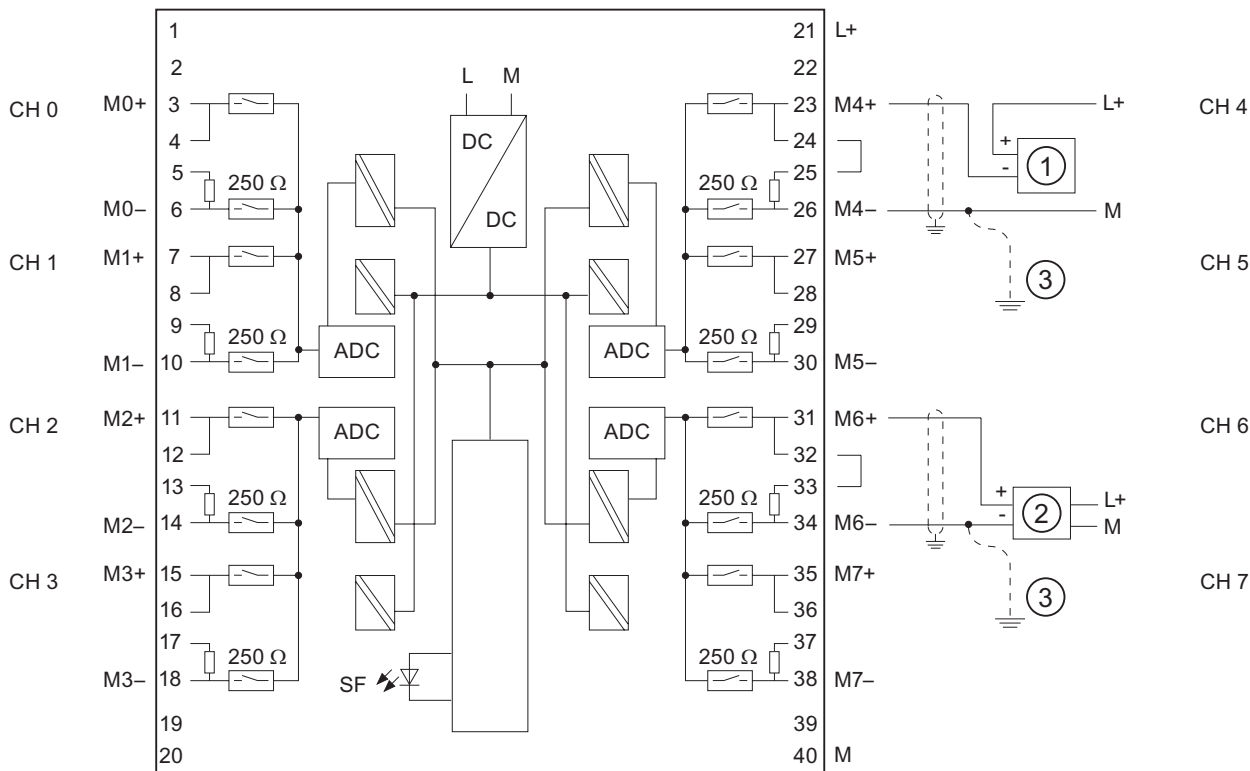 1 21 L+
2 22
L M
CH 0 M0+ 3 23 M4+ L+ CH 4
4 DC 24 + 1
5 250 Ω 250 Ω 25 -
M0– 6 DC 26 M4– M
CH 1 M1+ 7 27 M5+ CH 5
8 28 3
9 250 Ω 250 Ω 29
M1– 10 ADC ADC 30 M5–
CH 2 M2+ 11 31 M6+ CH 6
12 ADC ADC 32
13 250 Ω 250 Ω 33 + L+
M2– 14 34 M6– - 2 M
CH 3 M3+ 15 35 M7+ CH 7
16 36 3
17 250 Ω 250 Ω 37
M3– 18 SF 38 M7–
19 39
20 40 M